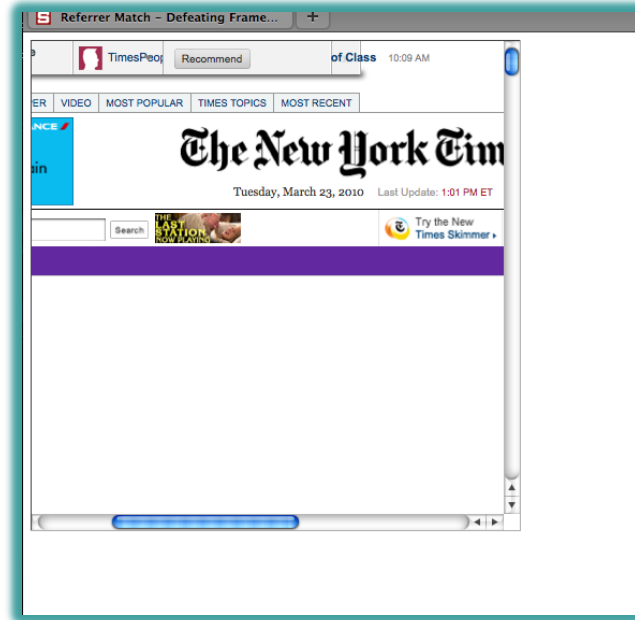 Referrer Match – Defeating Frame...
TimesPeop
Recommend
of Class
10:09 AM
ER
VIDEO
MOST POPULAR
TIMES TOPICS
MOST RECENT
NCE
ain
The New York Tim
Tuesday, March 23, 2010
Last Update: 1:01 PM ET
Search
THE
LAST
STATION
NOW PLAYING
Try the New
Times Skimmer